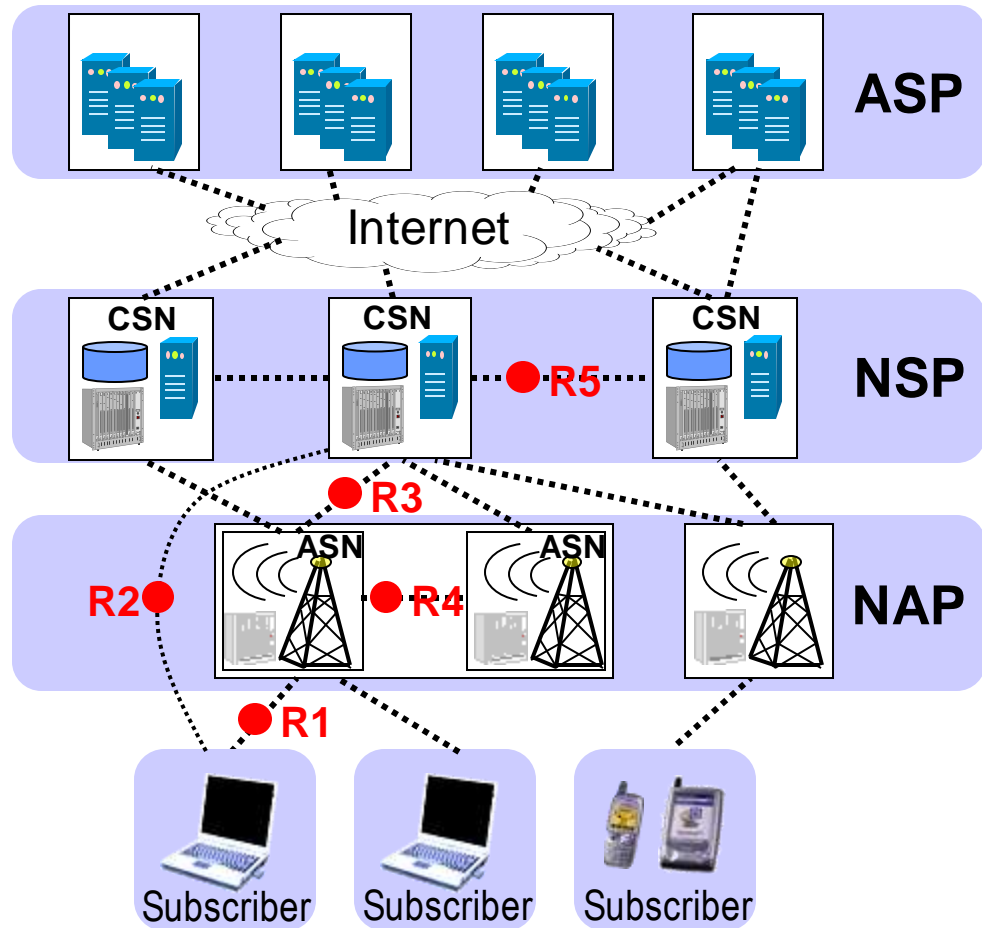 ASP
Internet
CSN
CSN
CSN
R5
NSP
R3
ASN
ASN
R2
R4
NAP
R1
Subscriber
Subscriber
Subscriber